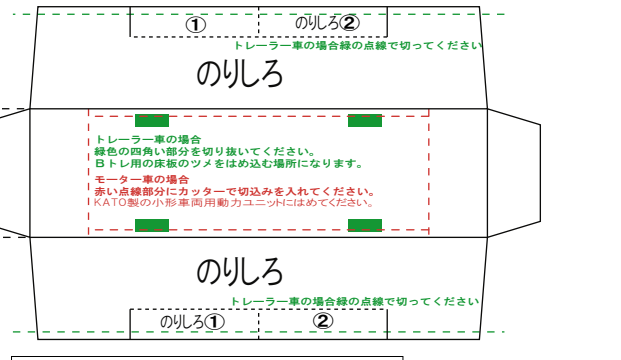 ① のりしろ②
トレーラー車の場合緑の点線で切ってください
のりしろ
トレーラー車の場合
緑色の四角い部分を切り抜いてください。
Bトレ用の床板のツメをはめ込む場所になります。
モーター車の場合
赤い点線部分にカッターで切込みを入れてください。
KATO製の小形車両用動力ユニットにはめてください。
のりしろ
トレーラー車の場合緑の点線で切ってください
のりしろ① ②